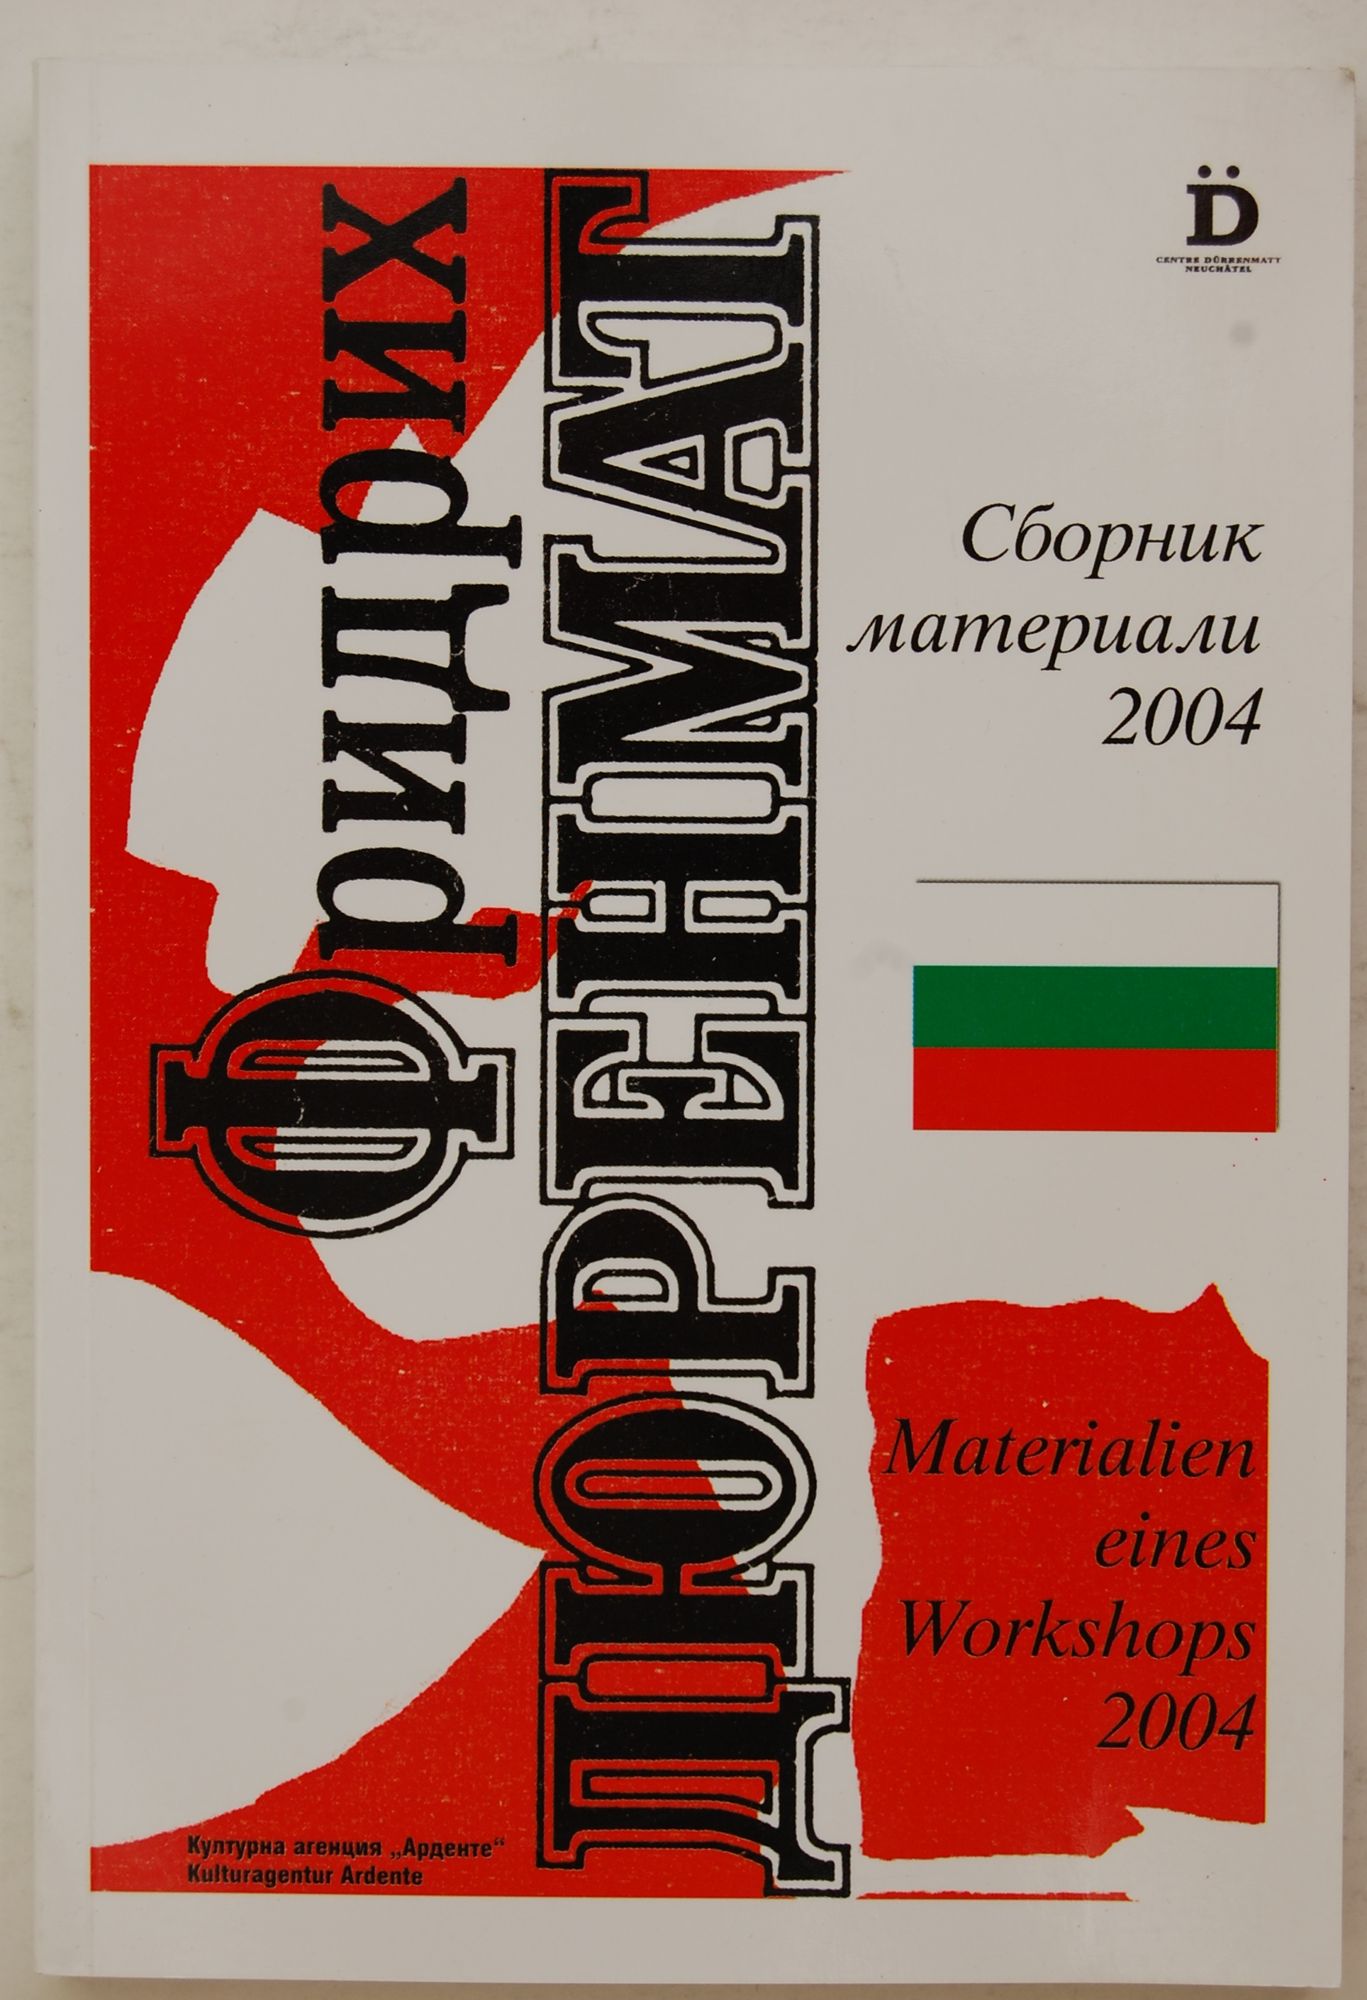 Фридрих
ДЮРЕНМАТ
D̈
CENTRE DÜRRENMATT
NEUCHÂTEL
Сборник
материали
2004
Materialien
eines
Workshops
2004
Културна агенция „Арденте“
Kulturagentur Ardente